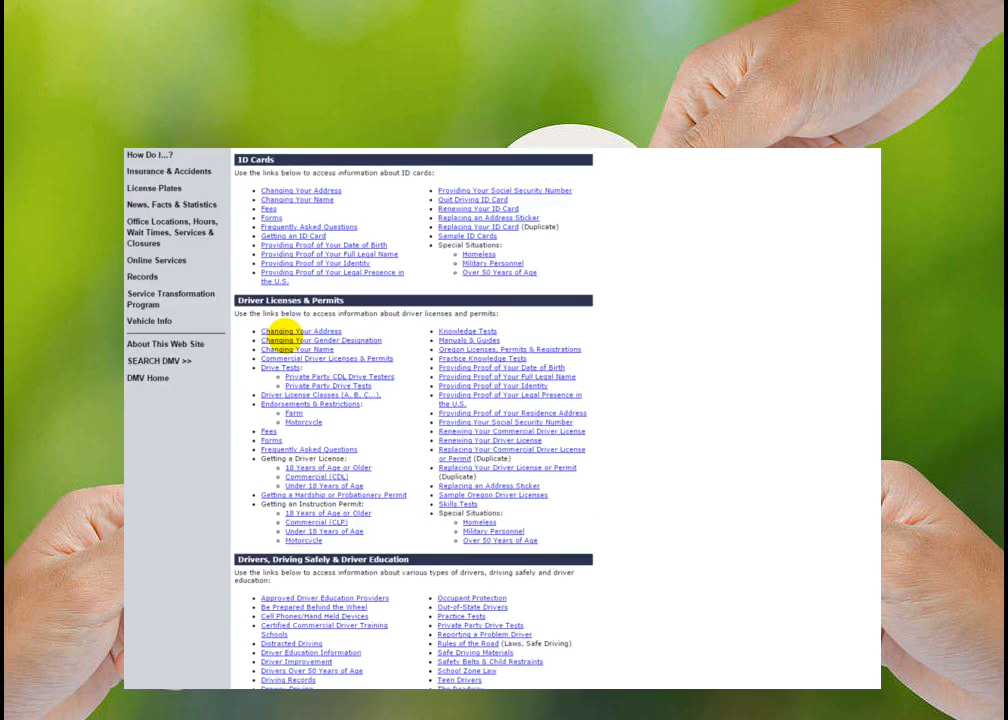 How Do I...?
Insurance & Accidents
License Plates
News, Facts & Statistics
Office Locations, Hours,
Wait Times, Services &
Closures
Online Services
Records
Service Transformation
Program
Vehicle Info
About This Web Site
SEARCH DMV >>
DMV Home
ID Cards
Use the links below to access information about ID cards:
Changing Your Address
Changing Your Name
Fees
Forms
Frequently Asked Questions
Getting an ID Card
Providing Proof of Your Date of Birth
Providing Proof of Your Full Legal Name
Providing Proof of Your Identity
Providing Proof of Your Legal Presence in
the U.S.
Providing Your Social Security Number
Quit Driving ID Card
Renewing Your ID Card
Replacing an Address Sticker
Replacing Your ID Card (Duplicate)
Sample ID Cards
Special Situations:
Homeless
Military Personnel
Over 50 Years of Age
Driver Licenses & Permits
Use the links below to access information about driver licenses and permits:
Changing Your Address
Changing Your Gender Designation
Changing Your Name
Commercial Driver Licenses & Permits
Drive Tests:
Private Party CDL Drive Testers
Private Party Drive Tests
Driver License Classes (A, B, C...),
Endorsements & Restrictions:
Farm
Motorcycle
Fees
Forms
Frequently Asked Questions
Getting a Driver License:
18 Years of Age or Older
Commercial (CDL)
Under 18 Years of Age
Getting a Hardship or Probationary Permit
Getting an Instruction Permit:
18 Years of Age or Older
Commercial (CLP)
Under 18 Years of Age
Motorcycle
Knowledge Tests
Manuals & Guides
Oregon Licenses, Permits & Registrations
Practice Knowledge Tests
Providing Proof of Your Date of Birth
Providing Proof of Your Full Legal Name
Providing Proof of Your Identity
Providing Proof of Your Legal Presence in
the U.S.
Providing Proof of Your Residence Address
Providing Your Social Security Number
Renewing Your Commercial Driver License
Renewing Your Driver License
Replacing Your Commercial Driver License
or Permit (Duplicate)
Replacing Your Driver License or Permit
(Duplicate)
Replacing an Address Sticker
Sample Oregon Driver Licenses
Skills Tests
Special Situations:
Homeless
Military Personnel
Over 50 Years of Age
Drivers, Driving Safely & Driver Education
Use the links below to access information about various types of drivers, driving safely and driver
education:
Approved Driver Education Providers
Be Prepared Behind the Wheel
Cell Phones/Hand Held Devices
Certified Commercial Driver Training
Schools
Distracted Driving
Driver Education Information
Driver Improvement
Drivers Over 50 Years of Age
Driving Records
Occupant Protection
Out-of-State Drivers
Practice Tests
Private Party Drive Tests
Reporting a Problem Driver
Rules of the Road (Laws, Safe Driving)
Safe Driving Materials
Safety Belts & Child Restraints
School Zone Law
Teen Drivers